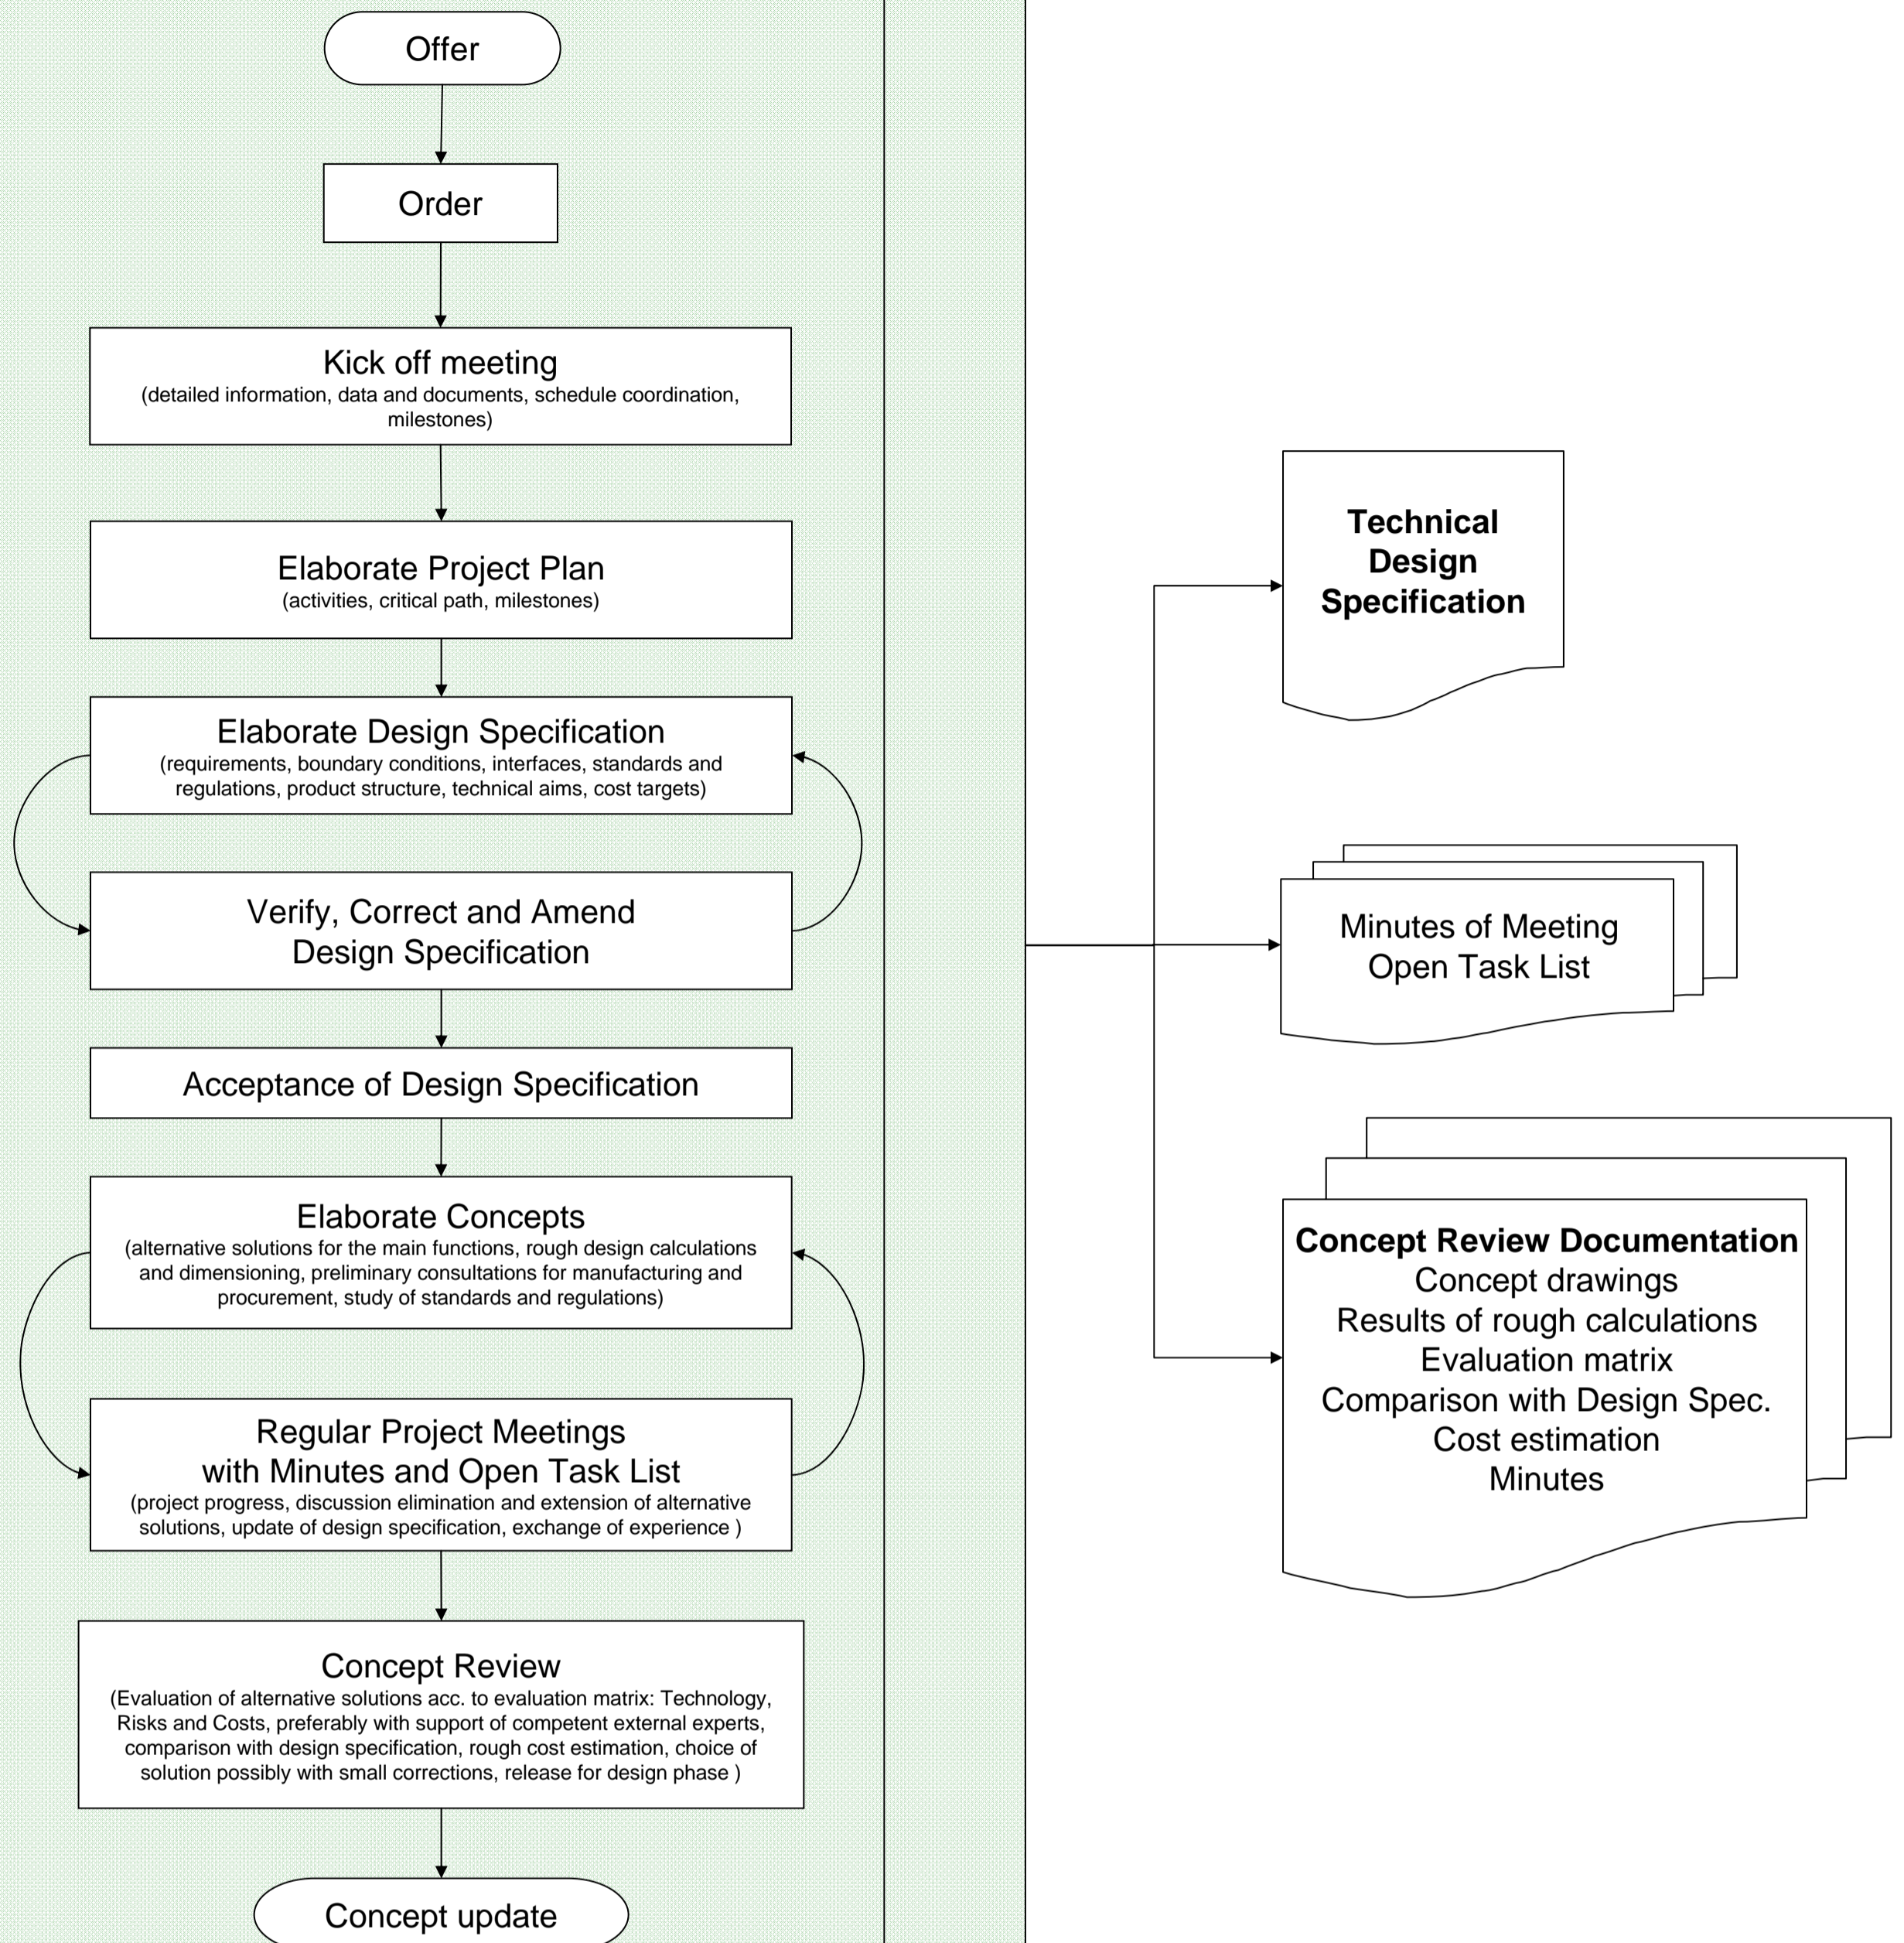 Offer
Order
Kick off meeting
(detailed information, data and documents, schedule coordination,
milestones)
Elaborate Project Plan
(activities, critical path, milestones)
Elaborate Design Specification
(requirements, boundary conditions, interfaces, standards and
regulations, product structure, technical aims, cost targets)
Verify, Correct and Amend
Design Specification
Acceptance of Design Specification
Elaborate Concepts
(alternative solutions for the main functions, rough design calculations
and dimensioning, preliminary consultations for manufacturing and
procurement, study of standards and regulations)
Regular Project Meetings
with Minutes and Open Task List
(project progress, discussion elimination and extension of alternative
solutions, update of design specification, exchange of experience )
Concept Review
(Evaluation of alternative solutions acc. to evaluation matrix: Technology,
Risks and Costs, preferably with support of competent external experts,
comparison with design specification, rough cost estimation, choice of
solution possibly with small corrections, release for design phase )
Concept update
Technical
Design
Specification
Minutes of Meeting
Open Task List
Concept Review Documentation
Concept drawings
Results of rough calculations
Evaluation matrix
Comparison with Design Spec.
Cost estimation
Minutes